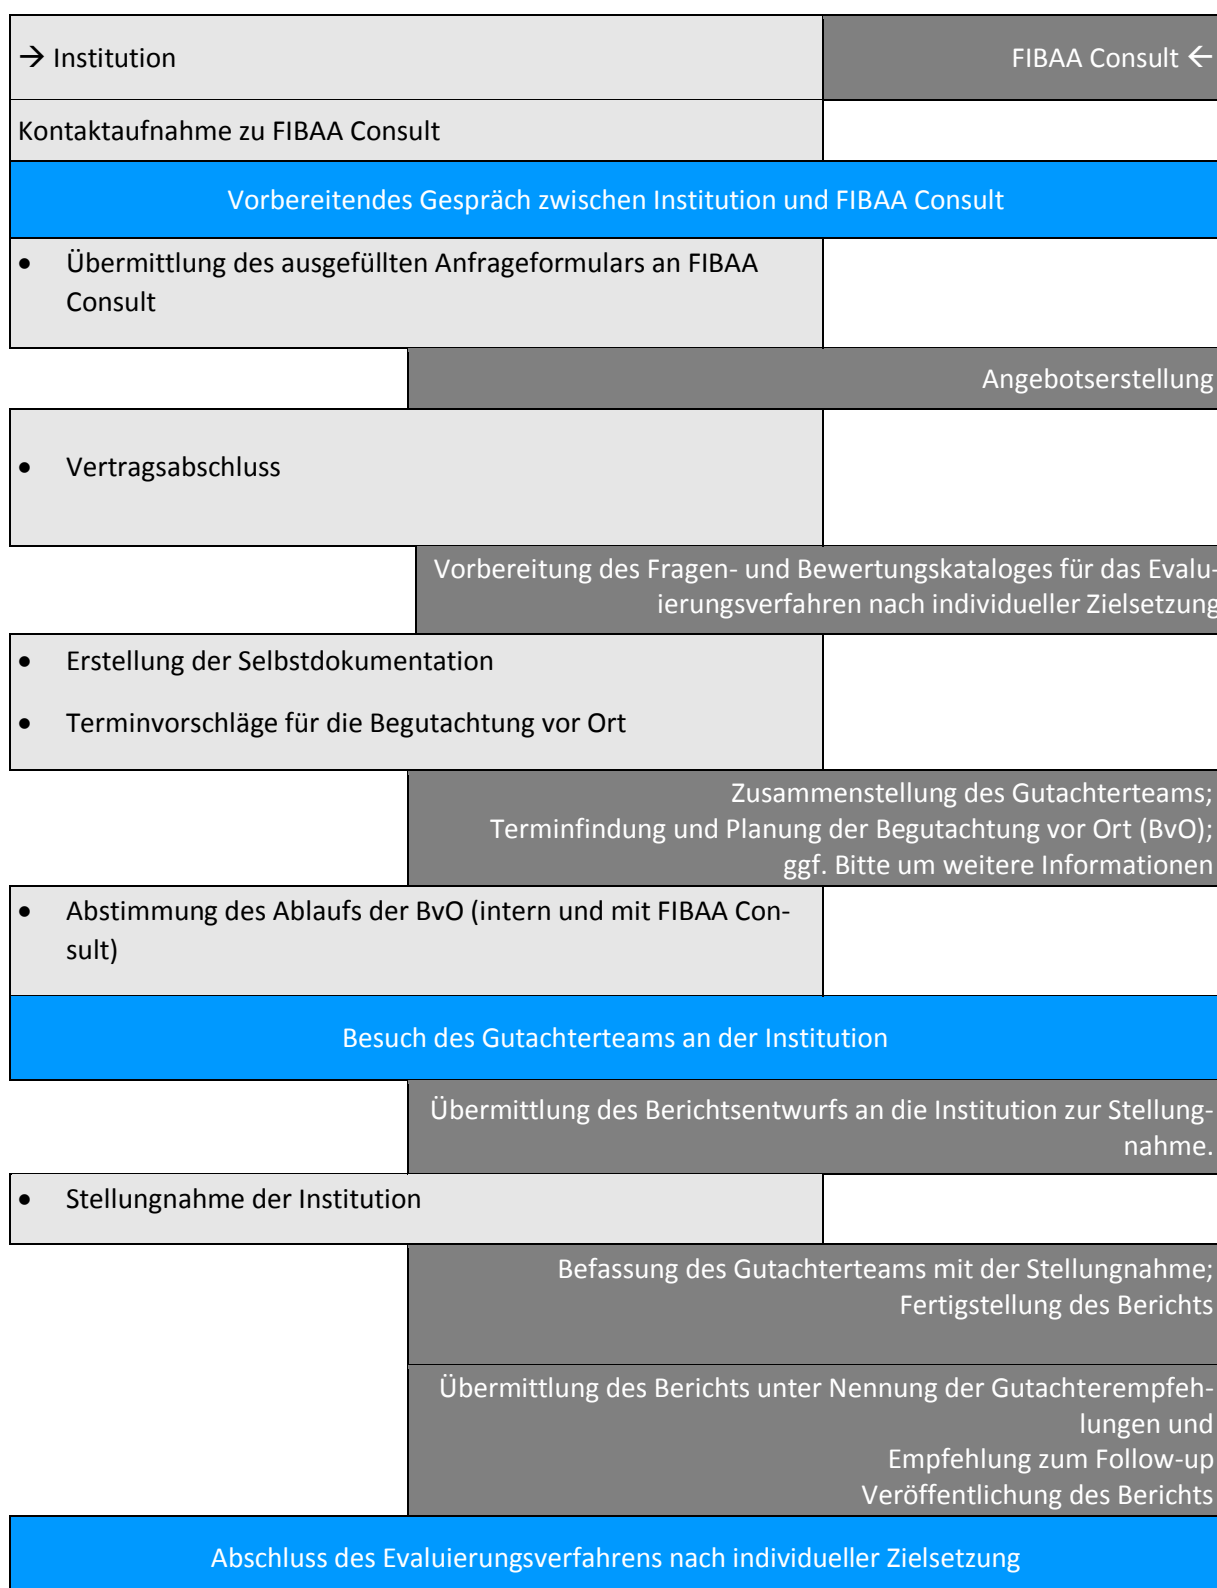 → Institution
FIBAA Consult ←
Kontaktaufnahme zu FIBAA Consult
Vorbereitendes Gespräch zwischen Institution und FIBAA Consult
• Übermittlung des ausgefüllten Anfrageformulars an FIBAA
Consult
Angebotserstellung
• Vertragsabschluss
Vorbereitung des Fragen- und Bewertungskataloges für das Evalu-
ierungsverfahren nach individueller Zielsetzung
• Erstellung der Selbstdokumentation
• Terminvorschläge für die Begutachtung vor Ort
Zusammenstellung des Gutachterteams;
Terminfindung und Planung der Begutachtung vor Ort (BvO);
ggf. Bitte um weitere Informationen
• Abstimmung des Ablaufs der BvO (intern und mit FIBAA Con-
sult)
Besuch des Gutachterteams an der Institution
Übermittlung des Berichtsentwurfs an die Institution zur Stellung-
nahme.
• Stellungnahme der Institution
Befassung des Gutachterteams mit der Stellungnahme;
Fertigstellung des Berichts
Übermittlung des Berichts unter Nennung der Gutachterempfeh-
lungen und
Empfehlung zum Follow-up
Veröffentlichung des Berichts
Abschluss des Evaluierungsverfahrens nach individueller Zielsetzung